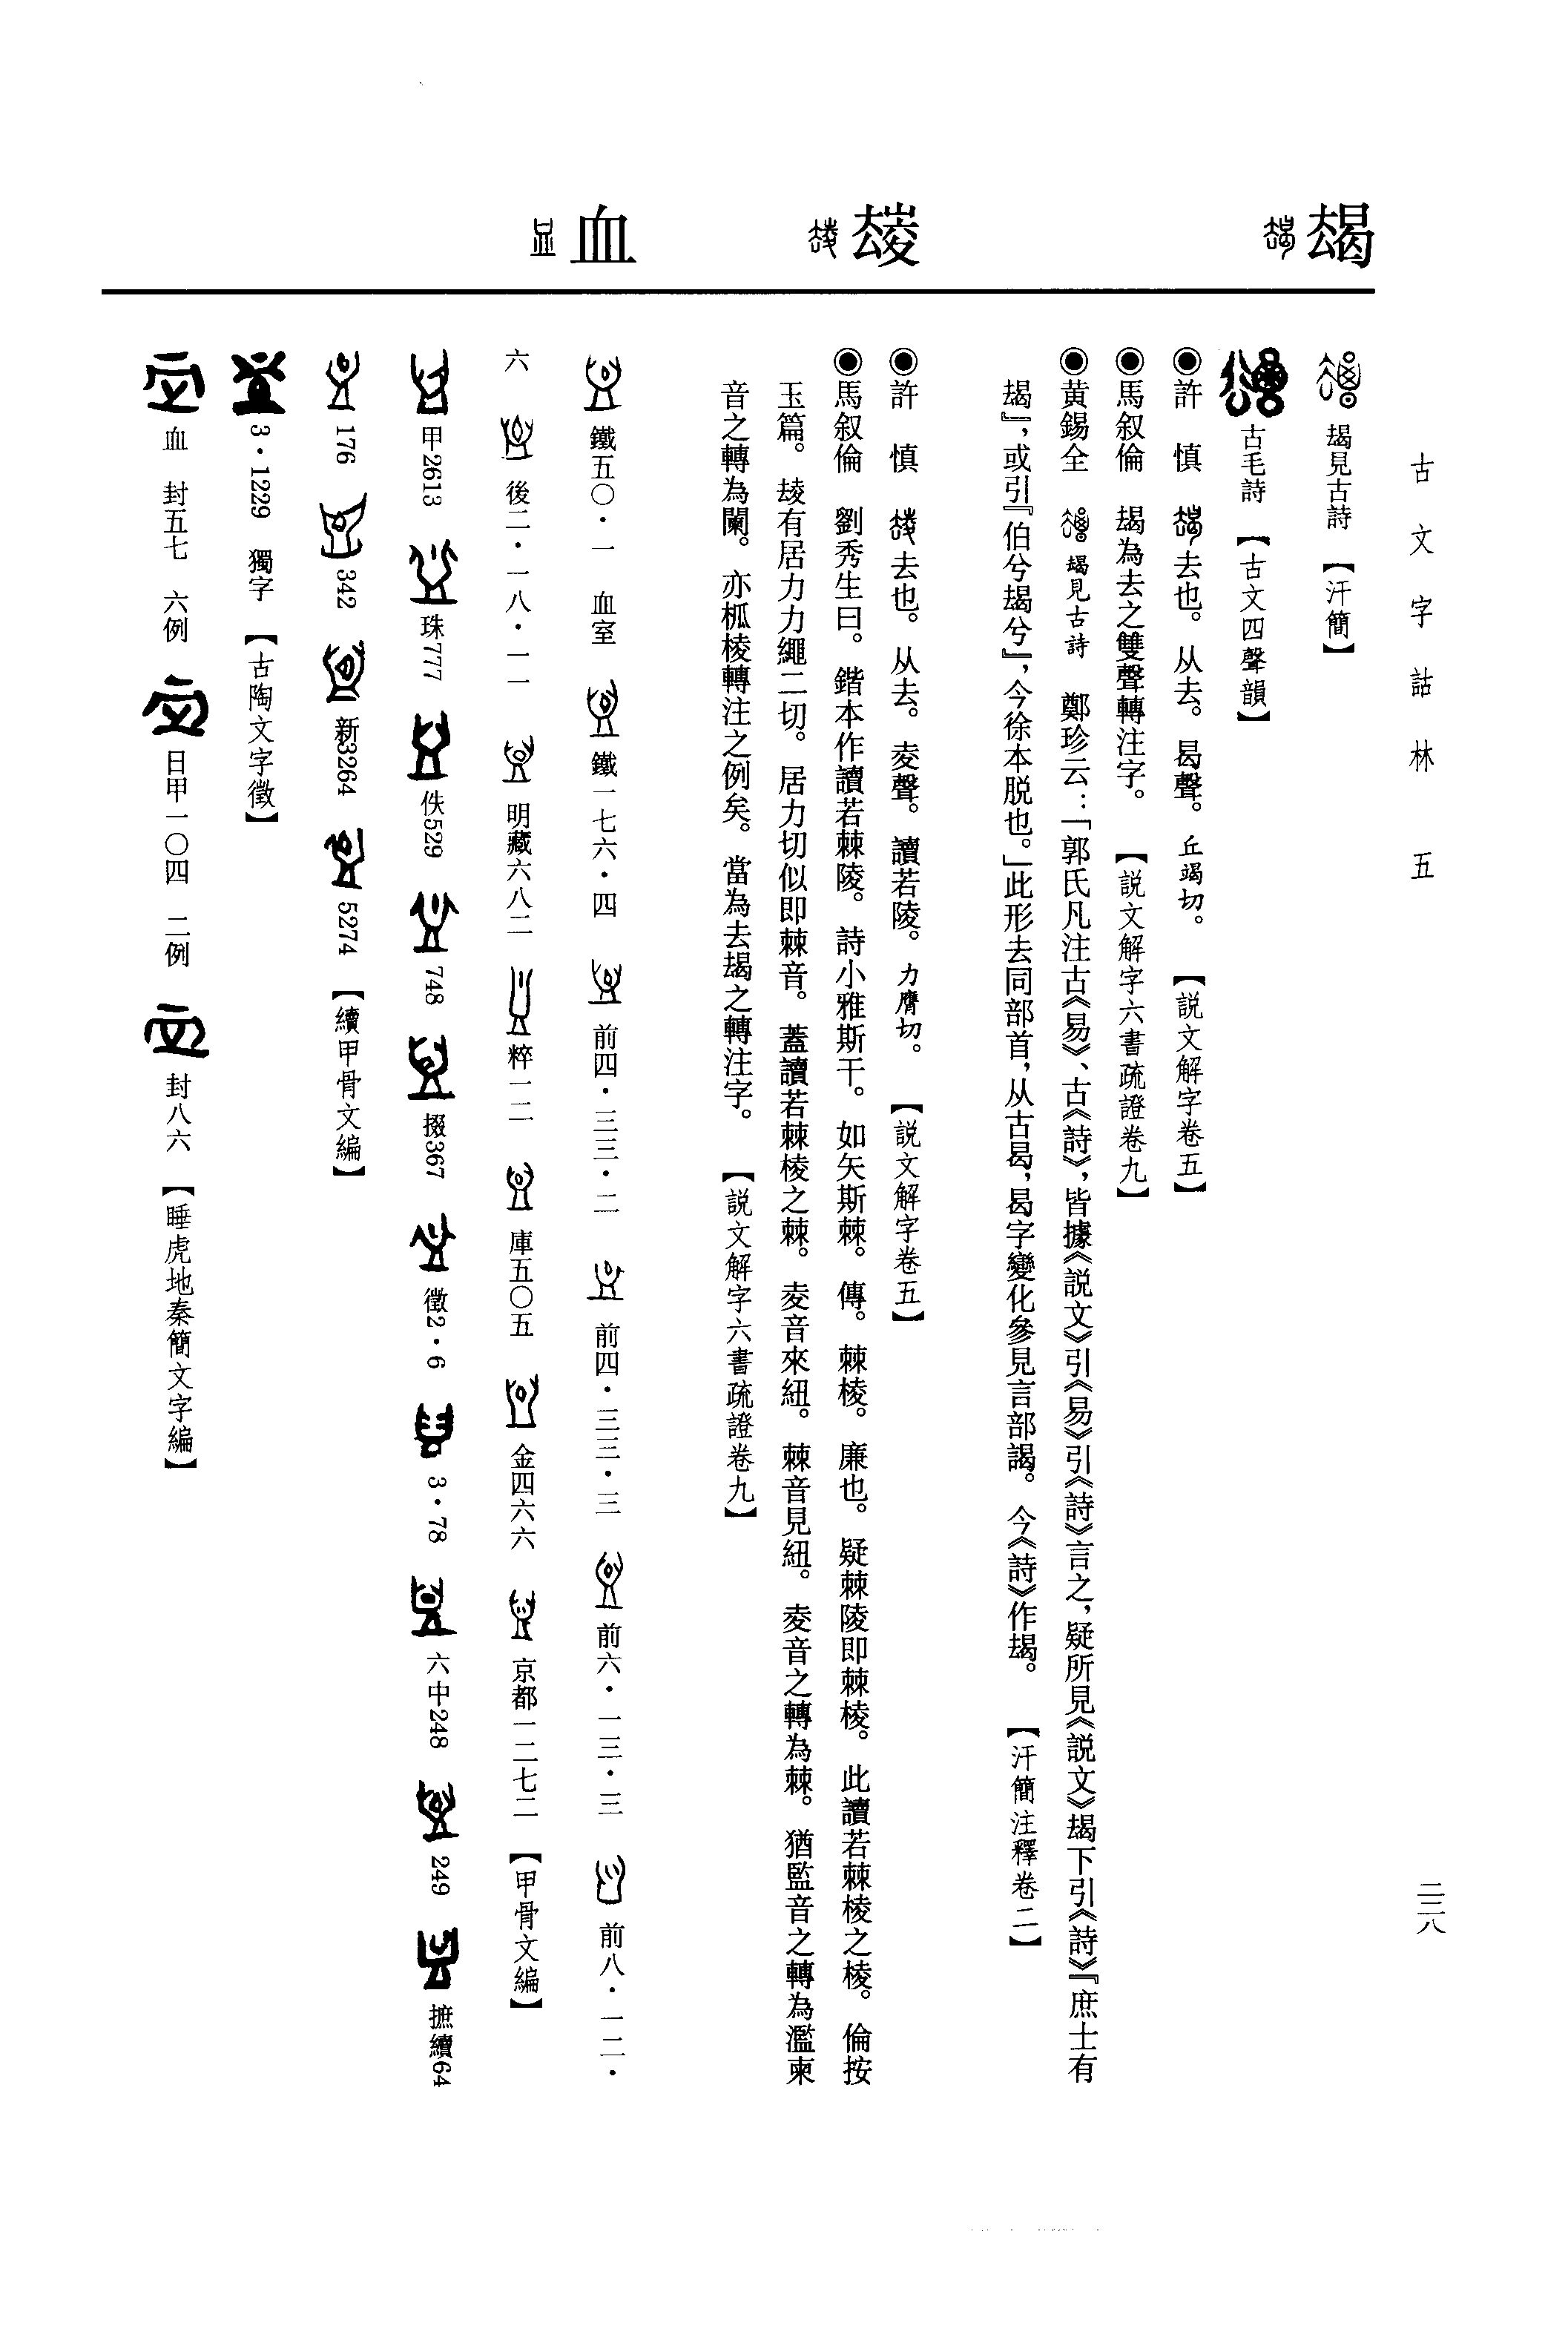 古文字詁林　五
二二八
朅
朅見古詩　【汗簡】
古毛詩　【古文四聲韻】
◉許　慎　去也。从去。曷聲。丘竭切。【説文解字卷五】
◉馬叙倫　朅為去之雙聲轉注字。【説文解字六書疏證卷九】
◉黄錫全　朅見古詩　鄭珍云：「郭氏凡注古《易》、古《詩》，皆據《説文》引《易》引《詩》言之，疑所見《説文》朅下引《詩》『庶士有
朅』，或引『伯兮朅兮』，今徐本脱也。」此形去同部首，从古曷，曷字變化參見言部謁。今《詩》作朅。【汗簡注釋卷二】
䔖
◉許　慎　去也。从去。夌聲。讀若陵。力膺切。【説文解字卷五】
◉馬叙倫　劉秀生曰。鍇本作讀若棘陵。詩小雅斯干。如矢斯棘。傳。棘棱。廉也。疑棘陵即棘棱。此讀若棘棱之棱。倫按
玉篇。有居力力繩二切。居力切似即棘音。蓋讀若棘棱之棘。夌音來紐。棘音見紐。夌音之轉為棘。猶監音之轉為濫柬
音之轉為闌。亦柧棱轉注之例矣。當為去朅之轉注字。【説文解字六書疏證卷九】
血
鐵五〇・一　血室　鐵一七六・四　前四・三三・二　前四・三三・三　前六・一三・三　前八・一二・
六　後二・一八・一一　明藏六八二　粹一二　庫五〇五　金四六六　京都一二七二　【甲骨文編】
甲2613　珠777　佚529　748　掇367　徵2・6　3・78　六中248　249　摭續64
176　342　新3264　5274　【續甲骨文編】
3・1229　獨字　【古陶文字徵】
血　封五七　六例　日甲一〇四　二例　封八六　【睡虎地秦簡文字編】